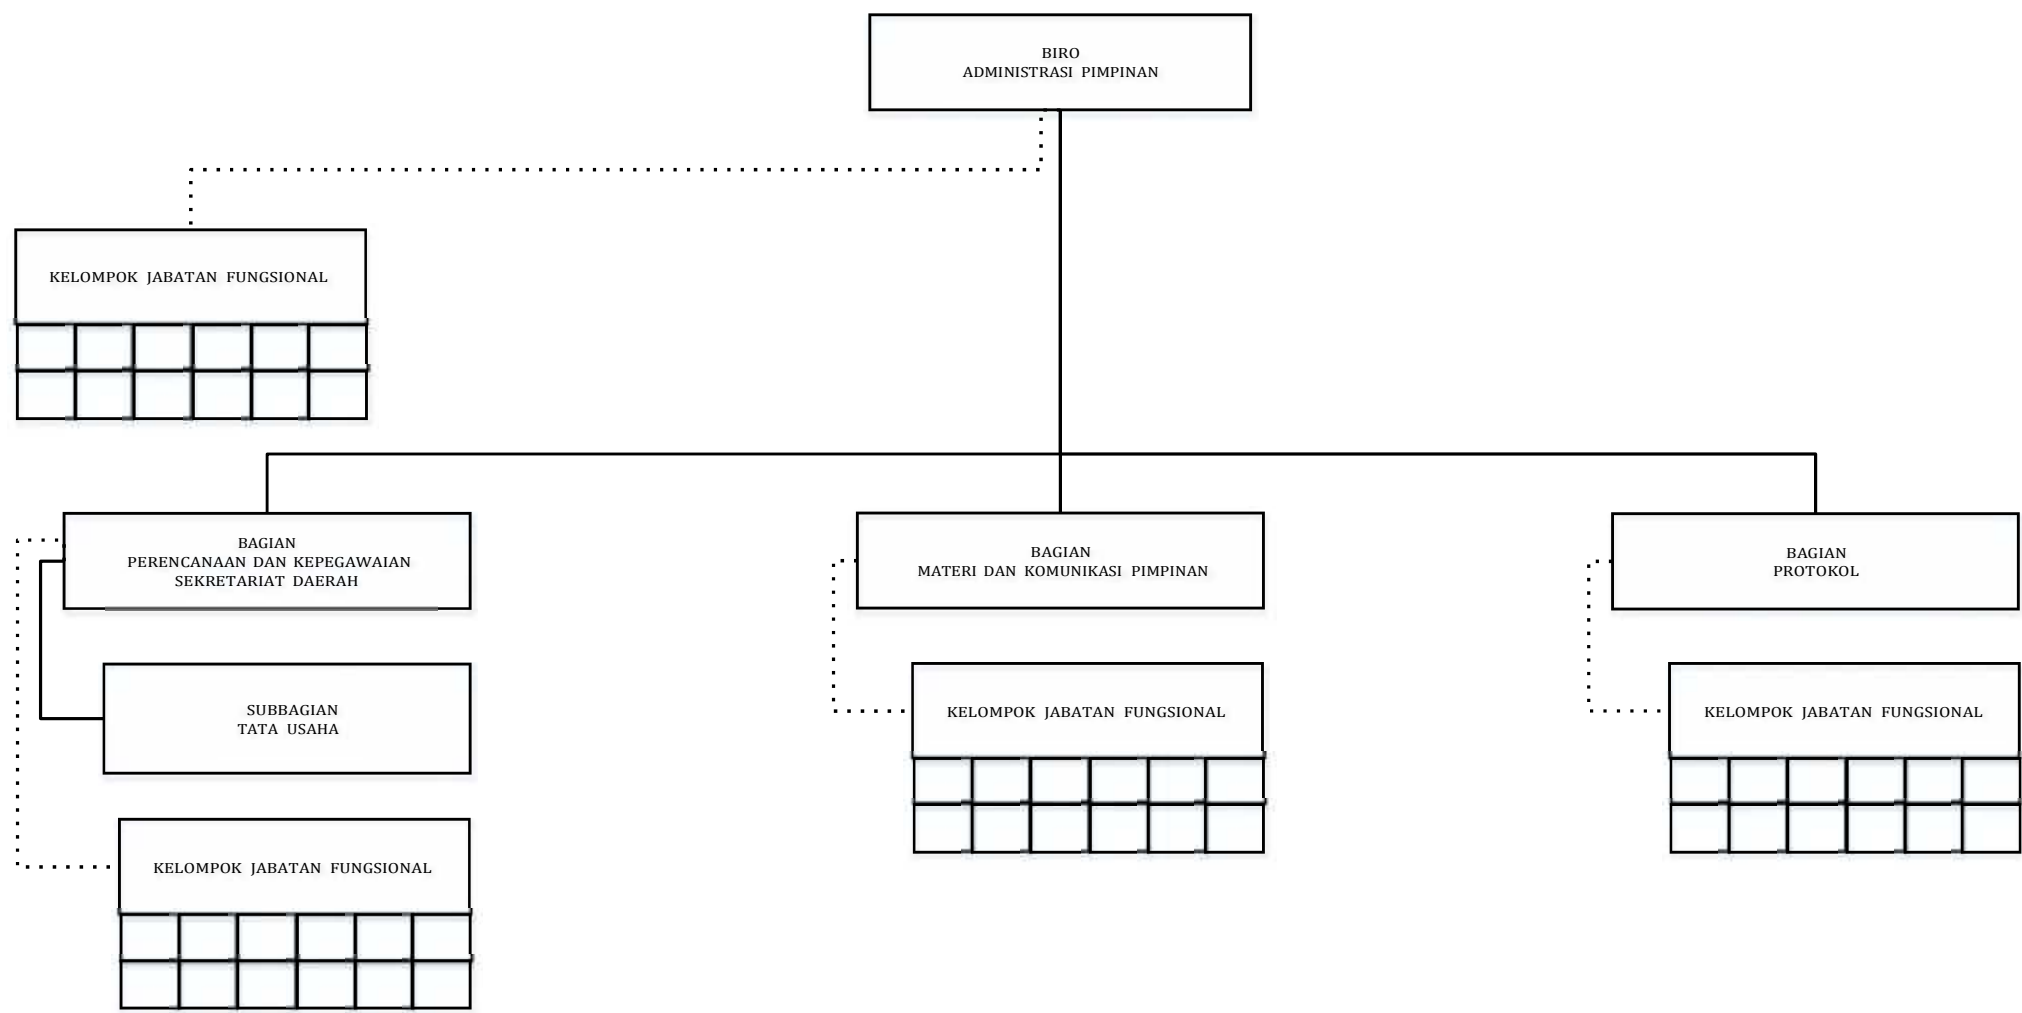 BIRO
ADMINISTRASI PIMPINAN
KELOMPOK JABATAN FUNGSIONAL
BAGIAN
PERENCANAAN DAN KEPEGAWAIAN
SEKRETARIAT DAERAH
BAGIAN
MATERI DAN KOMUNIKASI PIMPINAN
BAGIAN
PROTOKOL
SUBBAGIAN
TATA USAHA
KELOMPOK JABATAN FUNGSIONAL
KELOMPOK JABATAN FUNGSIONAL
KELOMPOK JABATAN FUNGSIONAL